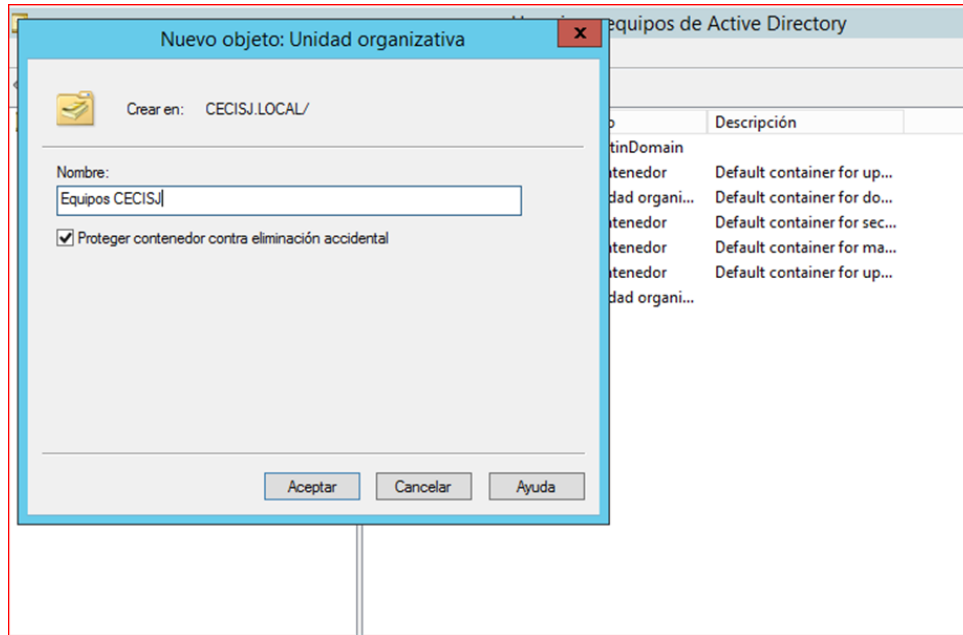 equipos de Active Directory
Nuevo objeto: Unidad organizativa
x
Crear en: CECISJ.LOCAL/
Nombre:
Equipos CECISJ
Proteger contenedor contra eliminación accidental
Aceptar
Cancelar
Ayuda
Descripción
tinDomain
ntenedor Default container for up...
dad organi... Default container for do...
ntenedor Default container for sec...
ntenedor Default container for ma...
ntenedor Default container for up...
dad organi...